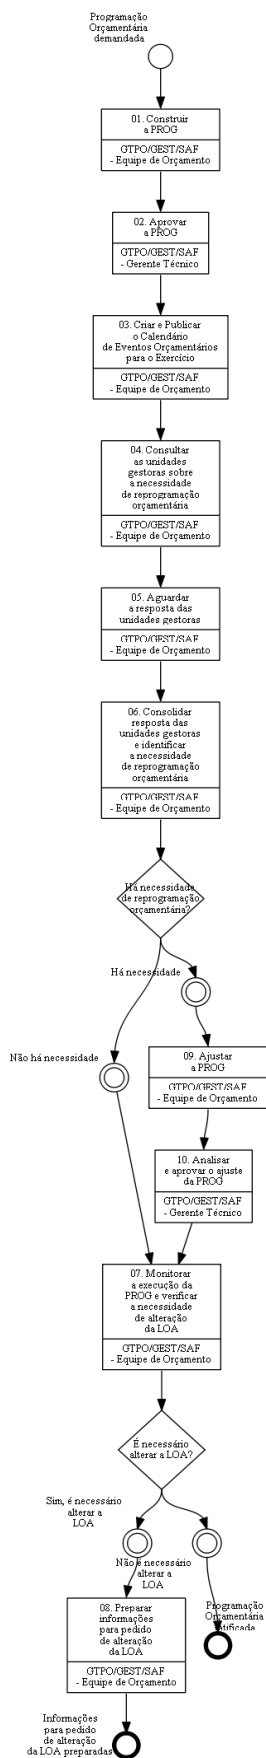 Programação
Orçamentária
demandada
01. Construir
a PROG
GTPO/GEST/SAF
- Equipe de Orçamento
02. Aprovar
a PROG
GTPO/GEST/SAF
- Gerente Técnico
03. Criar e Publicar
o Calendário
de Eventos Orçamentários
para o Exercício
GTPO/GEST/SAF
- Equipe de Orçamento
04. Consultar
as unidades
gestoras sobre
a necessidade
de reprogramação
orçamentária
GTPO/GEST/SAF
- Equipe de Orçamento
05. Aguardar
a resposta das
unidades gestoras
GTPO/GEST/SAF
- Equipe de Orçamento
06. Consolidar
resposta das
unidades gestoras
e identificar
a necessidade
de reprogramação
orçamentária
GTPO/GEST/SAF
- Equipe de Orçamento
Há necessidade
de reprogramação
orçamentária?
Há necessidade
Não há necessidade
09. Ajustar
a PROG
GTPO/GEST/SAF
- Equipe de Orçamento
10. Analisar
e aprovar o ajuste
da PROG
GTPO/GEST/SAF
- Gerente Técnico
07. Monitorar
a execução da
PROG e verificar
a necessidade
de alteração
da LOA
GTPO/GEST/SAF
- Equipe de Orçamento
É necessário
alterar a LOA?
Sim, é necessário
alterar a
LOA
Não é necessário
alterar a
LOA
08. Preparar
informações
para pedido
de alteração
da LOA
GTPO/GEST/SAF
- Equipe de Orçamento
Programação
Orçamentária
ratificada
Informações
para pedido
de alteração
da LOA preparadas